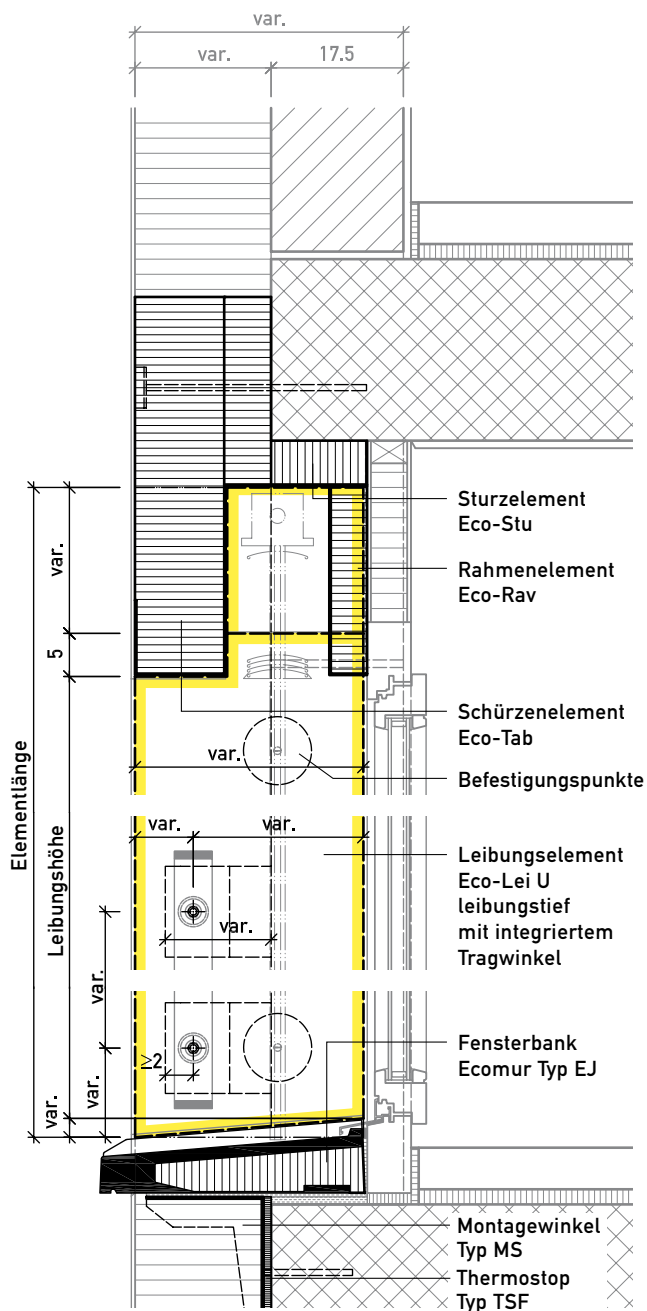 var.
var.
17.5
Sturzelement
Eco-Stu
var.
Rahmenelement
Eco-Rav
5
Schürzenelement
Eco-Tab
var.
Befestigungspunkte
Elementlänge
Leibungshöhe
var.
var.
Leibungselement
Eco-Lei U
leibungstief
mit integriertem
Tragwinkel
var.
var.
Fensterbank
Ecomur Typ EJ
≥2
var.
var.
Montagewinkel
Typ MS
Thermostop
Typ TSF